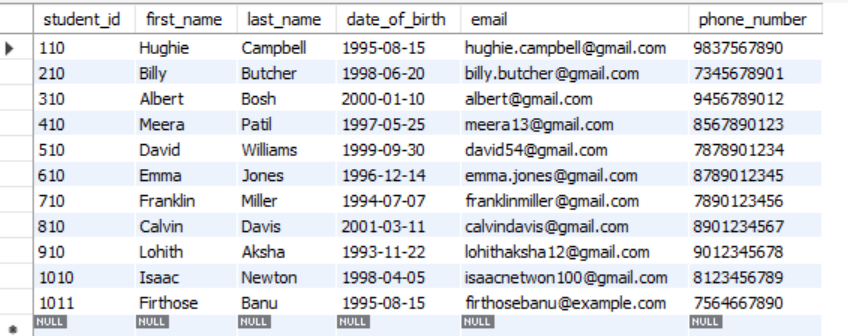 student_id first_name last_name date_of_birth email phone_number
110 Hughie Campbell 1995-08-15 hughie.campbell@gmail.com 9837567890
210 Billy Butcher 1998-06-20 billy.butcher@gmail.com 7345678901
310 Albert Bosh 2000-01-10 albert@gmail.com 9456789012
410 Meera Patil 1997-05-25 meera13@gmail.com 8567890123
510 David Williams 1999-09-30 david54@gmail.com 7878901234
610 Emma Jones 1996-12-14 emma.jones@gmail.com 8789012345
710 Franklin Miller 1994-07-07 franklinmiller@gmail.com 7890123456
810 Calvin Davis 2001-03-11 calvindavis@gmail.com 8901234567
910 Lohith Aksha 1993-11-22 lohithaksha12@gmail.com 9012345678
1010 Isaac Newton 1998-04-05 isaacnetwon100@gmail.com 8123456789
1011 Firthose Banu 1995-08-15 firthosebanu@example.com 7564667890
NULL NULL NULL NULL NULL NULL